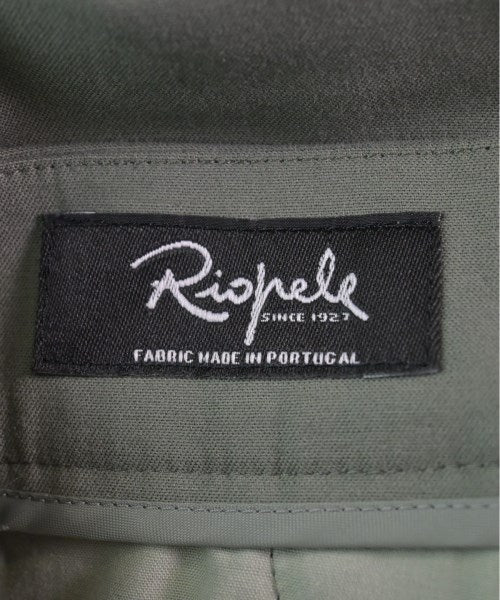 Riopele
SINCE 1927
FABRIC MADE IN PORTUGAL